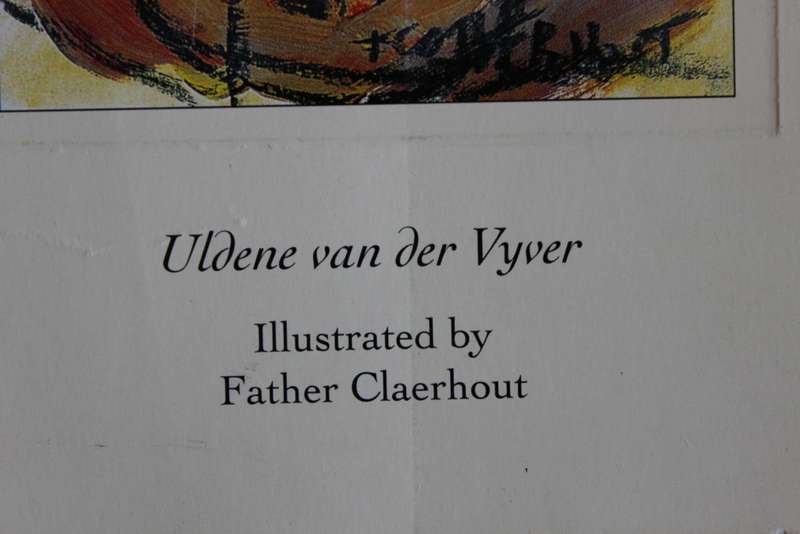 Uldene van der Vyver
Illustrated by
Father Claerhout